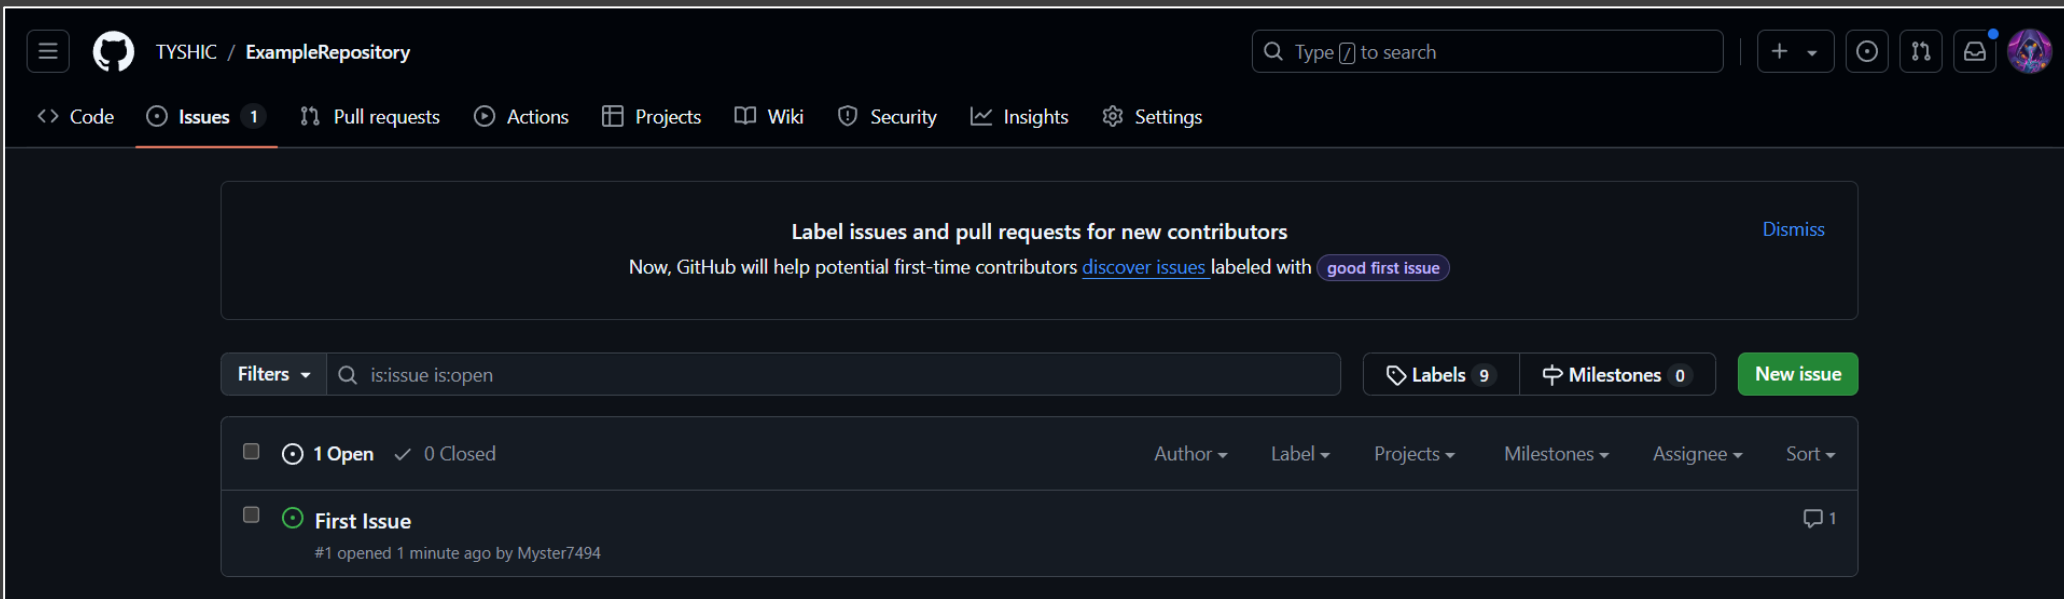 TYSHIC / ExampleRepository
Type / to search
Code Issues 1 Pull requests Actions Projects Wiki Security Insights Settings
Label issues and pull requests for new contributors
Dismiss
Now, GitHub will help potential first-time contributors discover issues labeled with good first issue
Filters is:issue is:open Labels 9 Milestones 0 New issue
1 Open 0 Closed Author Label Projects Milestones Assignee Sort
First Issue 1
#1 opened 1 minute ago by Myster7494